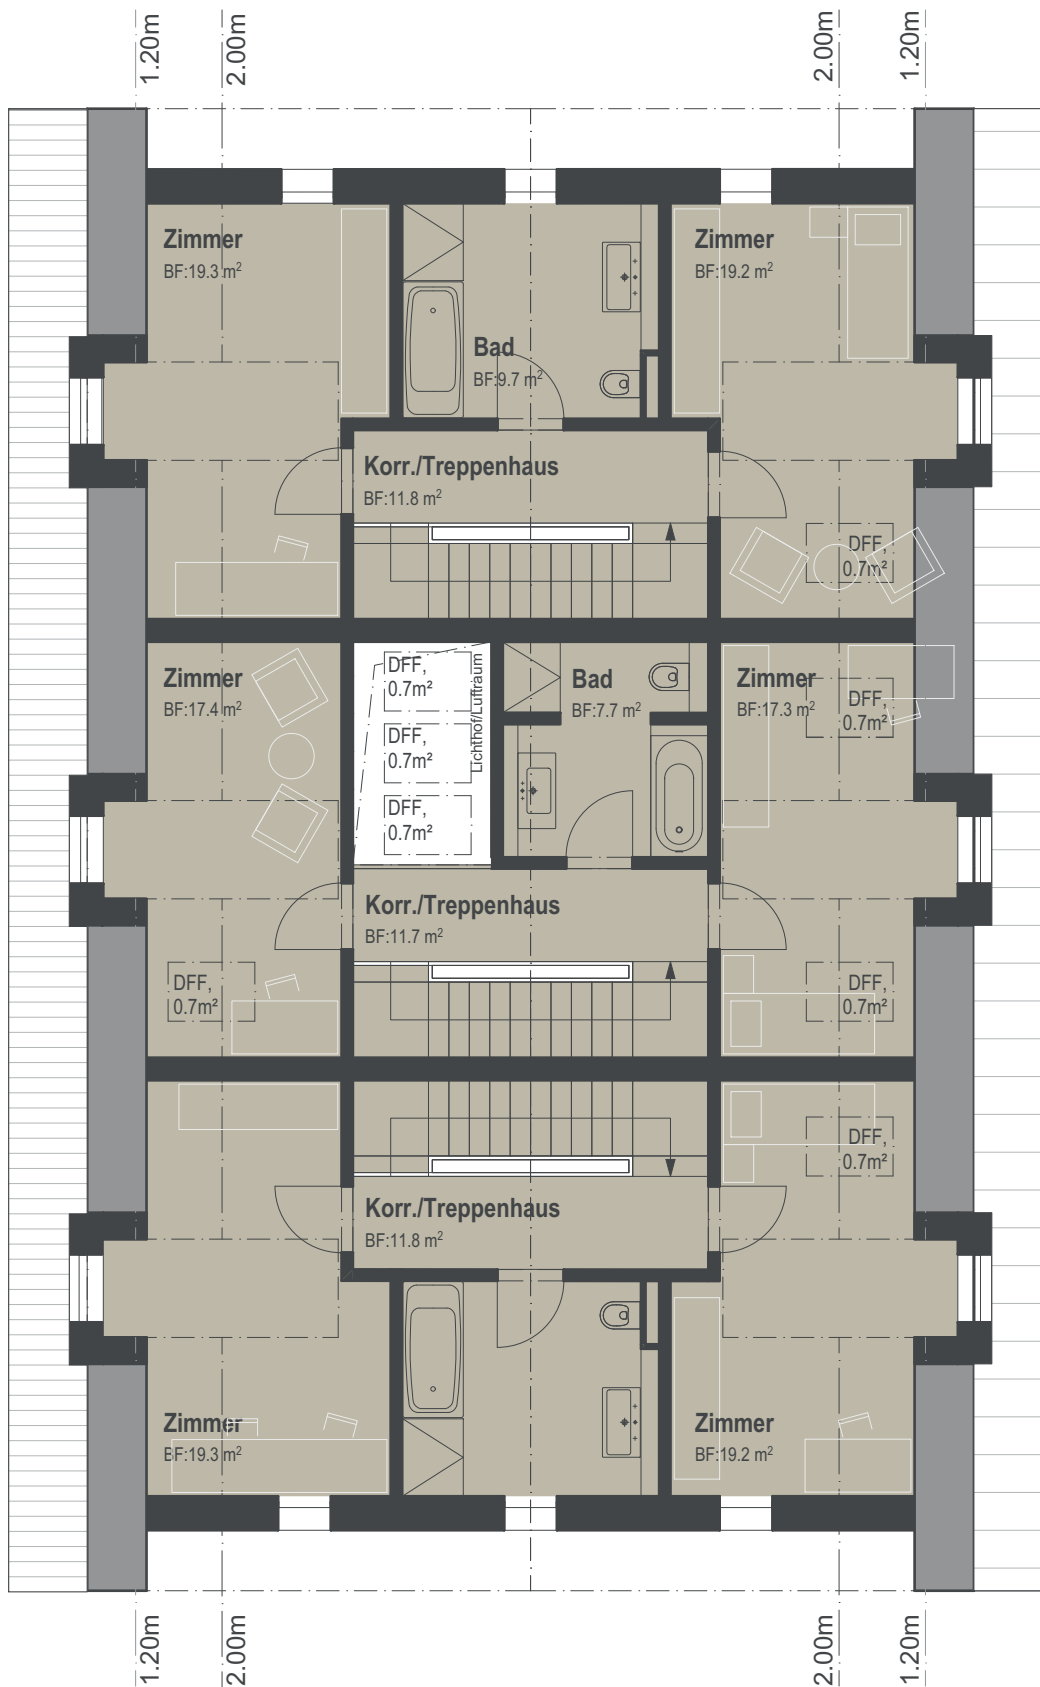 1.20m
2.00m
2.00m
1.20m
Zimmer
BF:19.3 m²
Zimmer
BF:19.2 m²
Bad
BF:9.7 m²
Korr./Treppenhaus
BF:11.8 m²
DFF,
0.7m²
Zimmer
BF:17.4 m²
DFF,
0.7m²
DFF,
0.7m²
DFF,
0.7m²
Lichthof/Luftraum
Bad
BF:7.7 m²
Zimmer
BF:17.3 m²
DFF,
0.7m²
Korr./Treppenhaus
BF:11.7 m²
DFF,
0.7m²
DFF,
0.7m²
DFF,
0.7m²
Korr./Treppenhaus
BF:11.8 m²
Zimmer
BF:19.3 m²
Zimmer
BF:19.2 m²
1.20m
2.00m
2.00m
1.20m